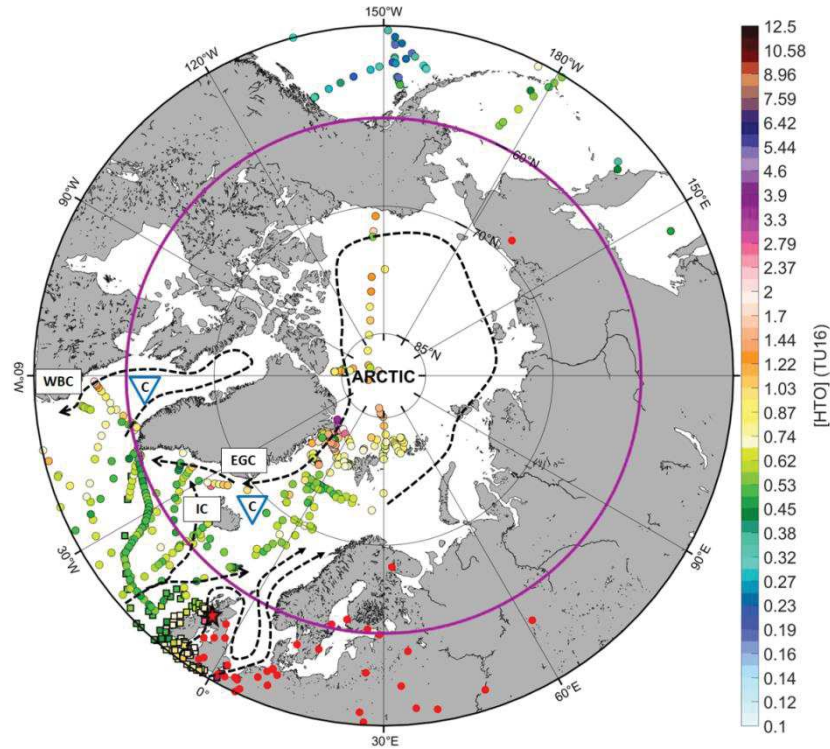 150°W
120°W
180°W
60°N
90°W
150°E
70°N
85°N
ARCTIC
60°W
WBC
C
EGC
C
IC
30°W
90°E
60°E
0°
30°E
12.5
10.58
8.96
7.59
6.42
5.44
4.6
3.9
3.3
2.79
2.37
2
1.7
1.44
1.22
1.03
0.87
0.74
0.62
0.53
0.45
0.38
0.32
0.27
0.23
0.19
0.16
0.14
0.12
0.1
[HTO] (TU16)